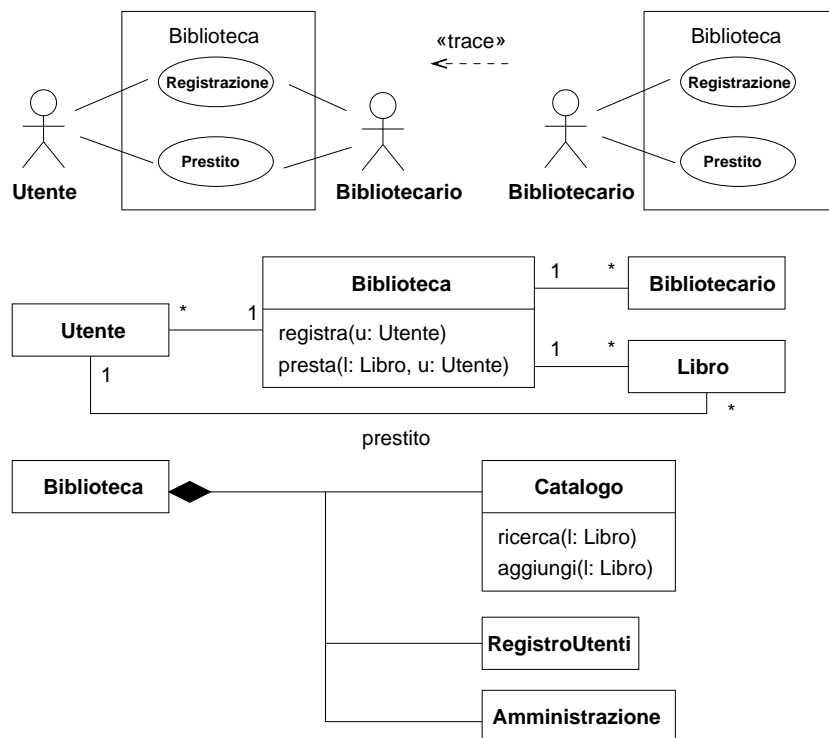 Biblioteca
Registrazione
Prestito
Utente
Bibliotecario
«trace»
Biblioteca
Registrazione
Prestito
Bibliotecario
Biblioteca
registra(u: Utente)
presta(l: Libro, u: Utente)
Utente
*
1
1
*
Bibliotecario
1
*
Libro
1
*
prestito
Biblioteca
Catalogo
ricerca(l: Libro)
aggiungi(l: Libro)
RegistroUtenti
Amministrazione